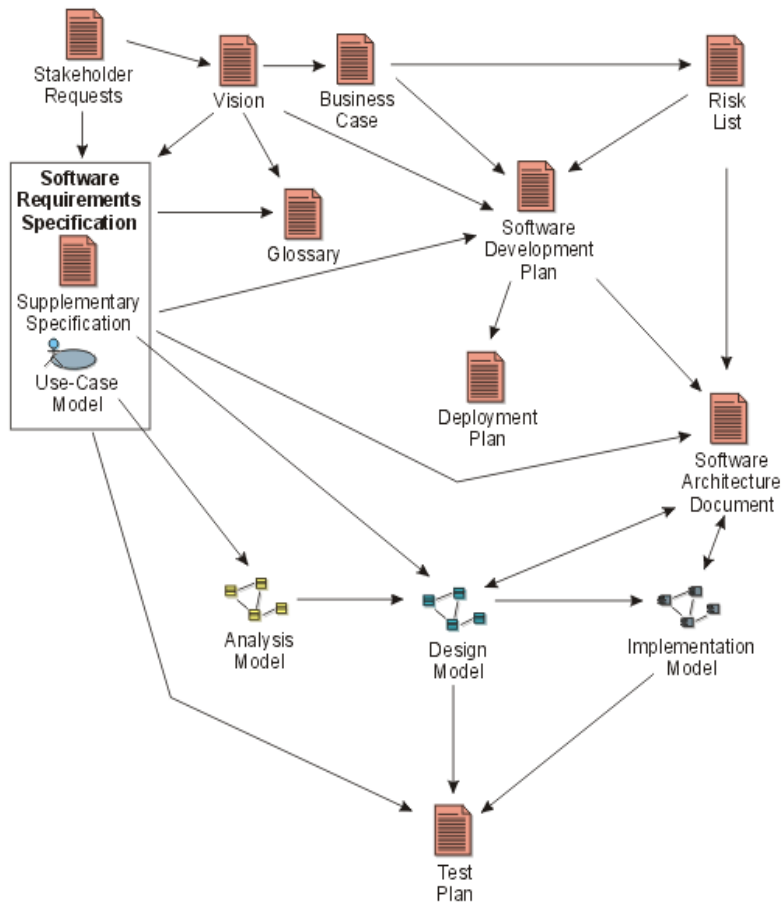 Stakeholder
Requests
Vision
Business
Case
Risk
List
Software
Requirements
Specification
Supplementary
Specification
Use-Case
Model
Glossary
Software
Development
Plan
Deployment
Plan
Software
Architecture
Document
Analysis
Model
Design
Model
Implementation
Model
Test
Plan